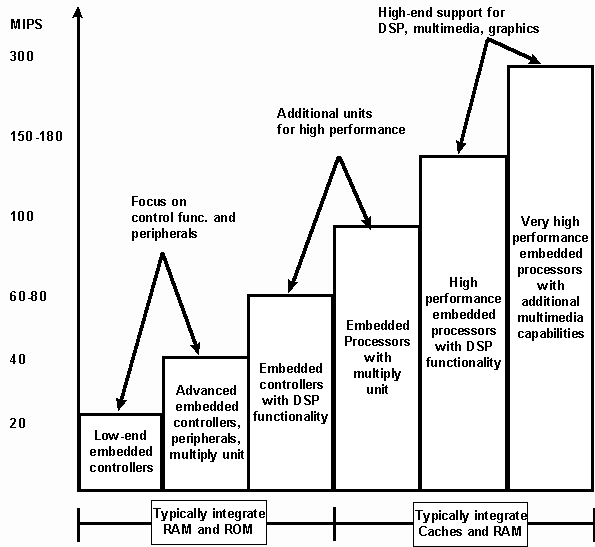 MIPS
300
150-180
100
60-80
40
20
High-end support for
DSP, multimedia, graphics
Additional units
for high performance
Focus on
control func. and
peripherals
Low-end
embedded
controllers
Advanced
embedded
controllers,
peripherals,
multiply unit
Embedded
controllers
with DSP
functionality
Embedded
Processors
with
multiply
unit
High
performance
embedded
processors
with DSP
functionality
Very high
performance
embedded
processors
with
additional
multimedia
capabilities
Typically integrate
RAM and ROM
Typically integrate
Caches and RAM